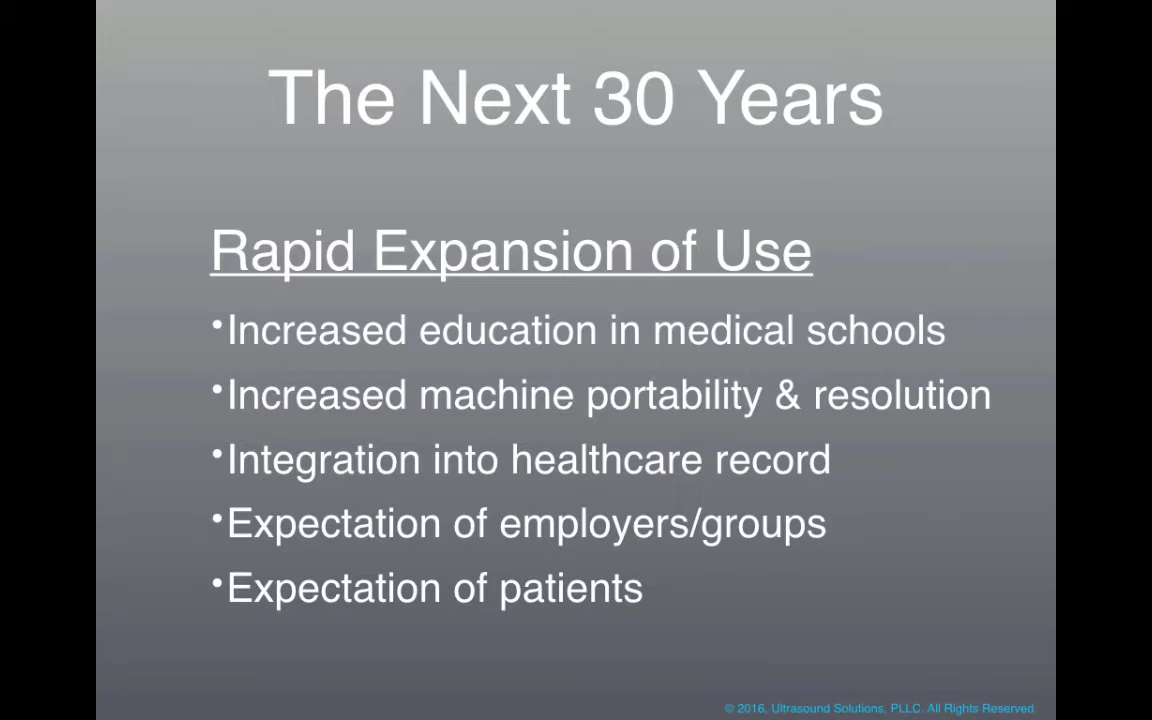 The Next 30 Years
Rapid Expansion of Use
•Increased education in medical schools
•Increased machine portability & resolution
•Integration into healthcare record
•Expectation of employers/groups
•Expectation of patients
© 2016, Ultrasound Solutions, PLLC. All Rights Reserved.